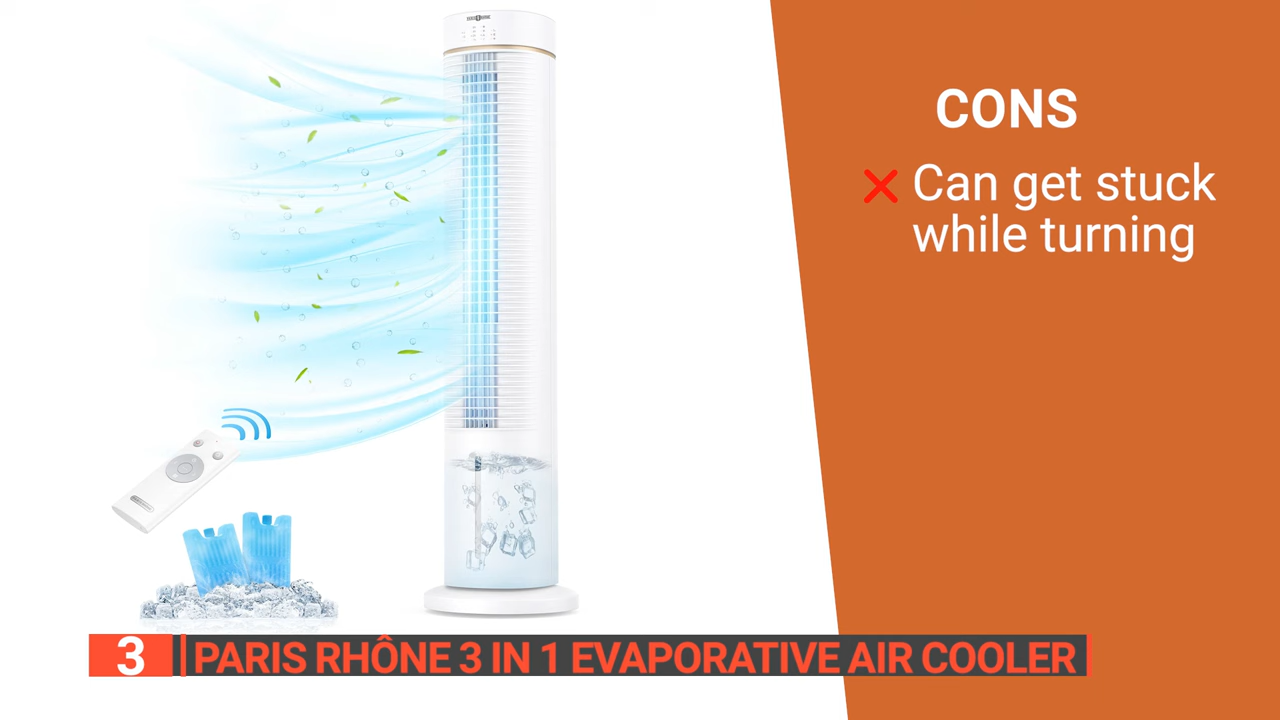 CONS
Can get stuck
while turning
3
PARIS RHÔNE 3 IN 1 EVAPORATIVE AIR COOLER